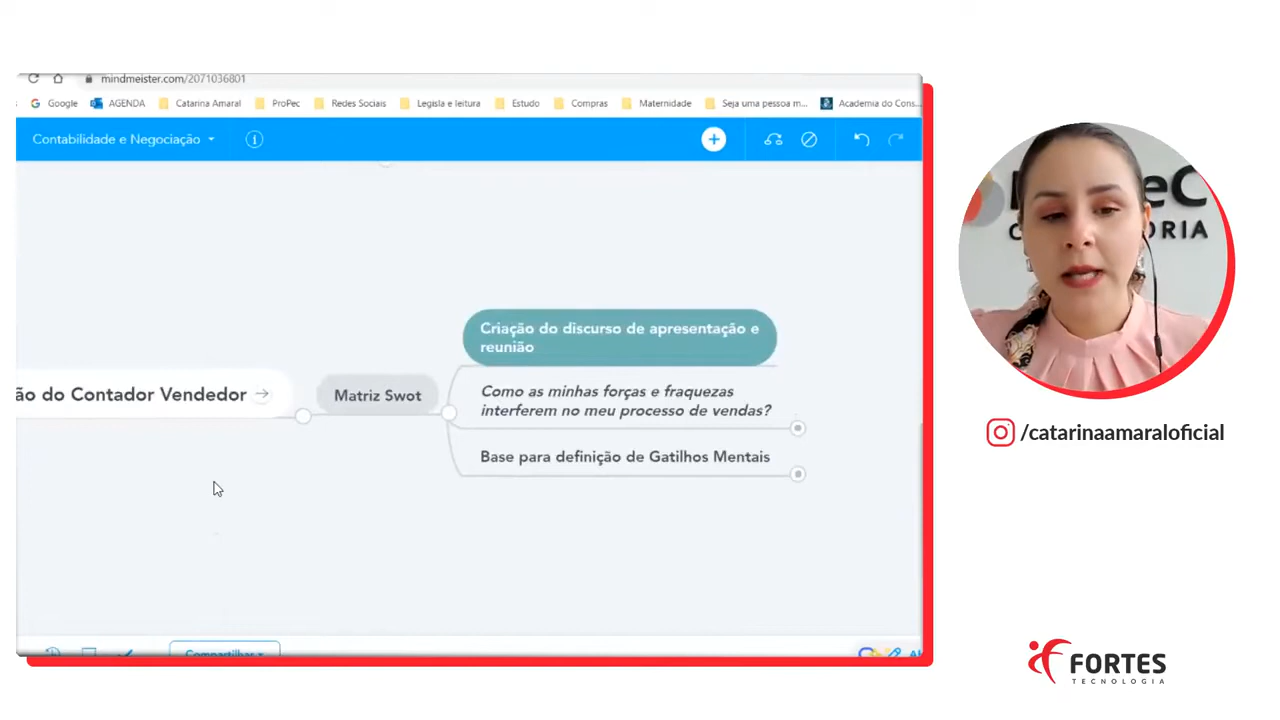 mindmeister.com/2071036801
Google AGENDA Catarina Amaral ProPec Redes Sociais Legisla e leitura Estudo Compras Maternidade Seja uma pessoa m... Academia do Cons...
Contabilidade e Negociação
Criação do discurso de apresentação e
reunião
ão do Contador Vendedor
Matriz Swot
Como as minhas forças e fraquezas
interferem no meu processo de vendas?
Base para definição de Gatilhos Mentais
Compartilhar
/catarinaamaraloficial
FORTES
TECNOLOGIA